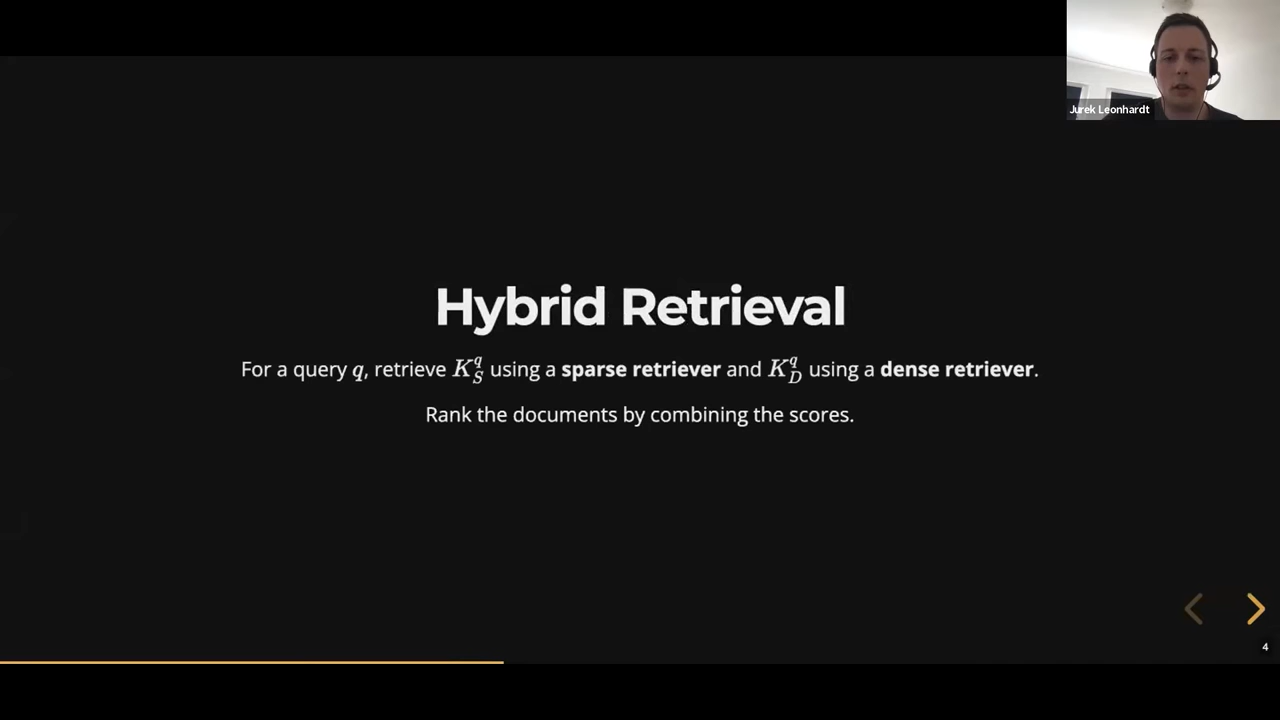 Jurek Leonhardt
Hybrid Retrieval
For a query q, retrieve K_S^q using a sparse retriever and K_D^q using a dense retriever.
Rank the documents by combining the scores.
4